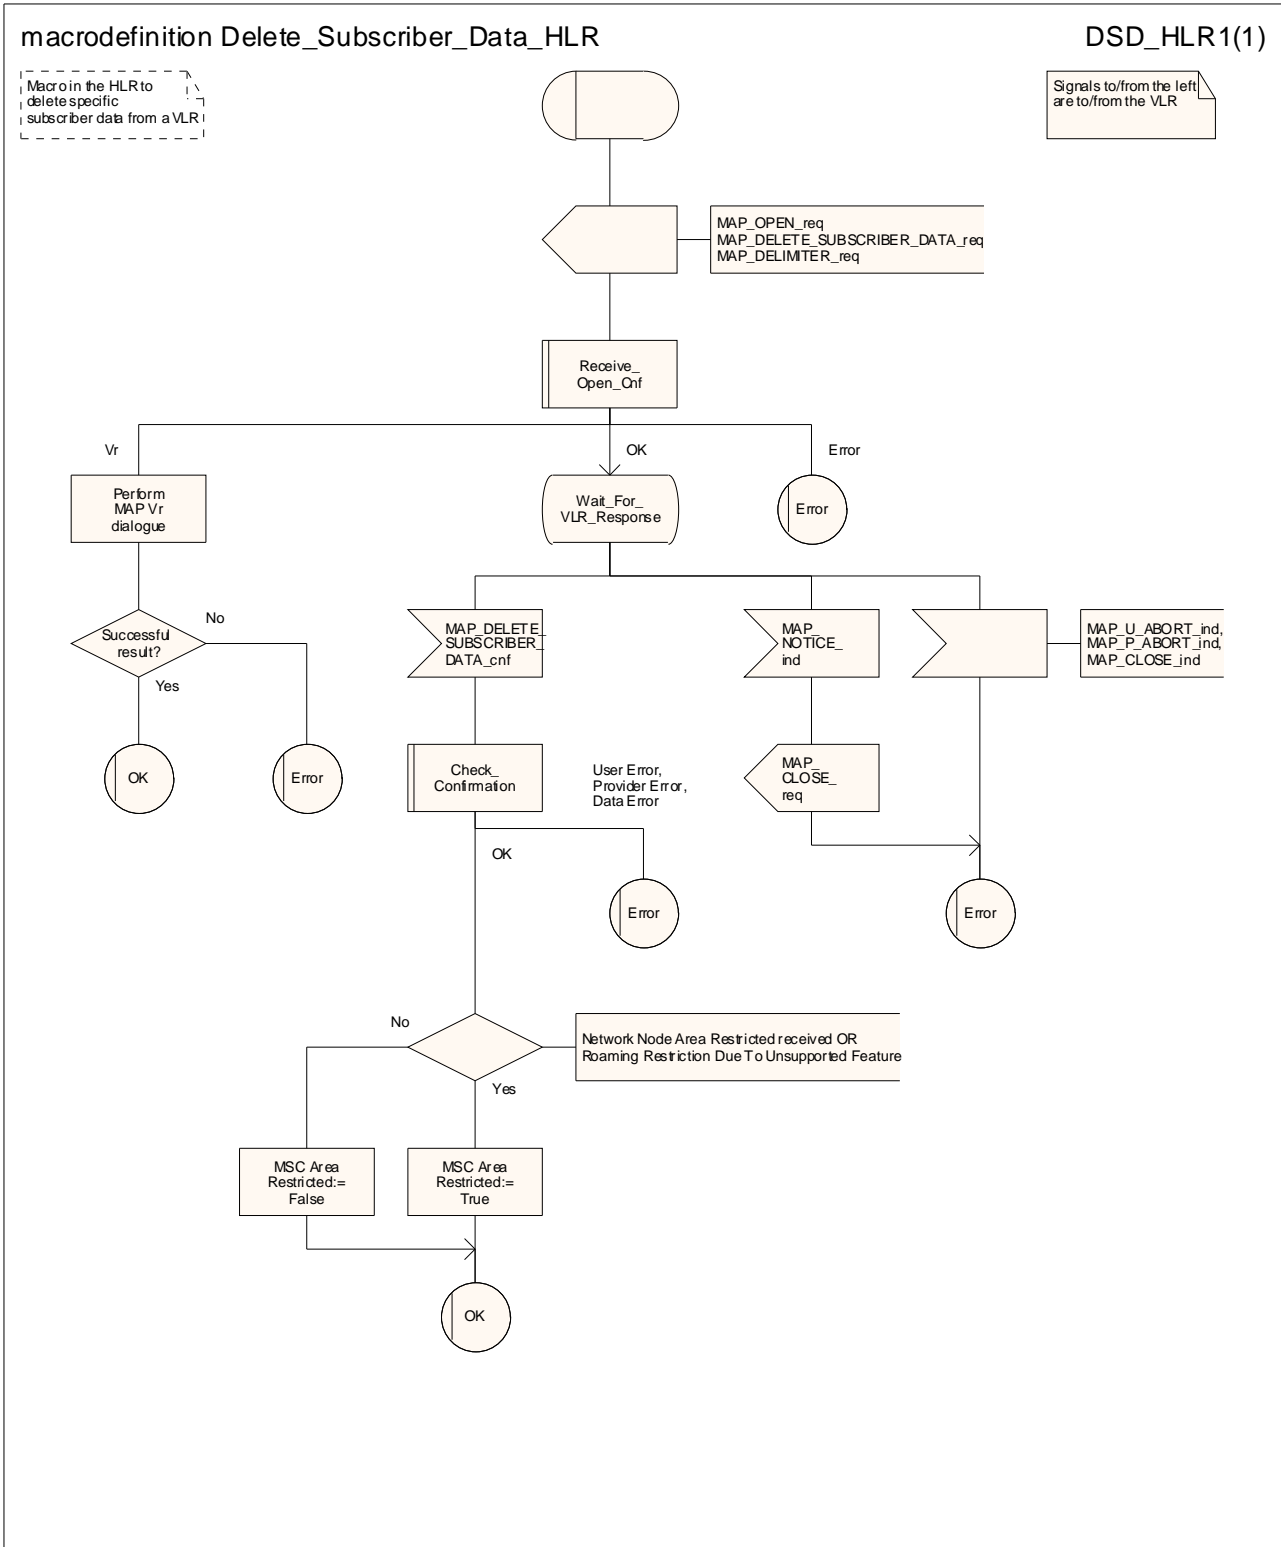 macrodefinition Delete_Subscriber_Data_HLR
DSD_HLR1(1)
Macro in the HLR to
delete specific
subscriber data from a VLR
Signals to/from the left
are to/from the VLR
MAP_OPEN_req
MAP_DELETE_SUBSCRIBER_DATA_req
MAP_DELIMITER_req
Receive_
Open_Cnf
Vr
OK
Error
Perform
MAP Vr
dialogue
Wait_For_
VLR_Response
Error
Successful
result?
No
Yes
MAP_DELETE_
SUBSCRIBER_
DATA_cnf
MAP_
NOTICE_
ind
MAP_U_ABORT_ind,
MAP_P_ABORT_ind,
MAP_CLOSE_ind
OK
Error
Check_
Confirmation
User Error,
Provider Error,
Data Error
MAP_
CLOSE_
req
OK
Error
Error
No
Network Node Area Restricted received OR
Roaming Restriction Due To Unsupported Feature
Yes
MSC Area
Restricted:=
False
MSC Area
Restricted:=
True
OK